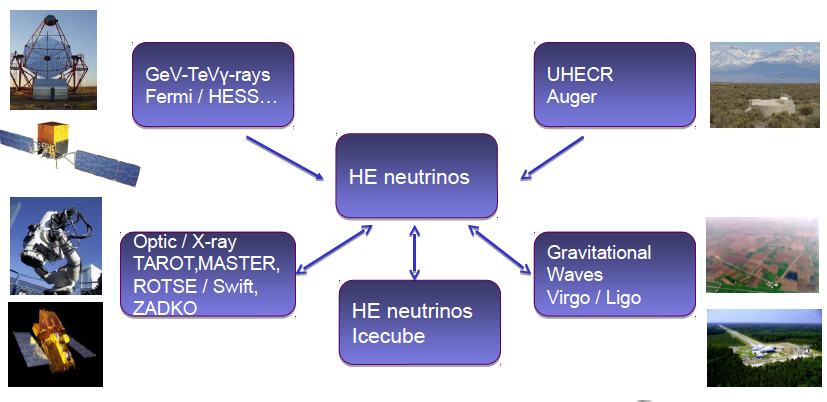 GeV-TeVγ-rays
Fermi / HESS…
UHECR
Auger
HE neutrinos
Optic / X-ray
TAROT,MASTER,
ROTSE / Swift,
ZADKO
Gravitational
Waves
Virgo / Ligo
HE neutrinos
Icecube